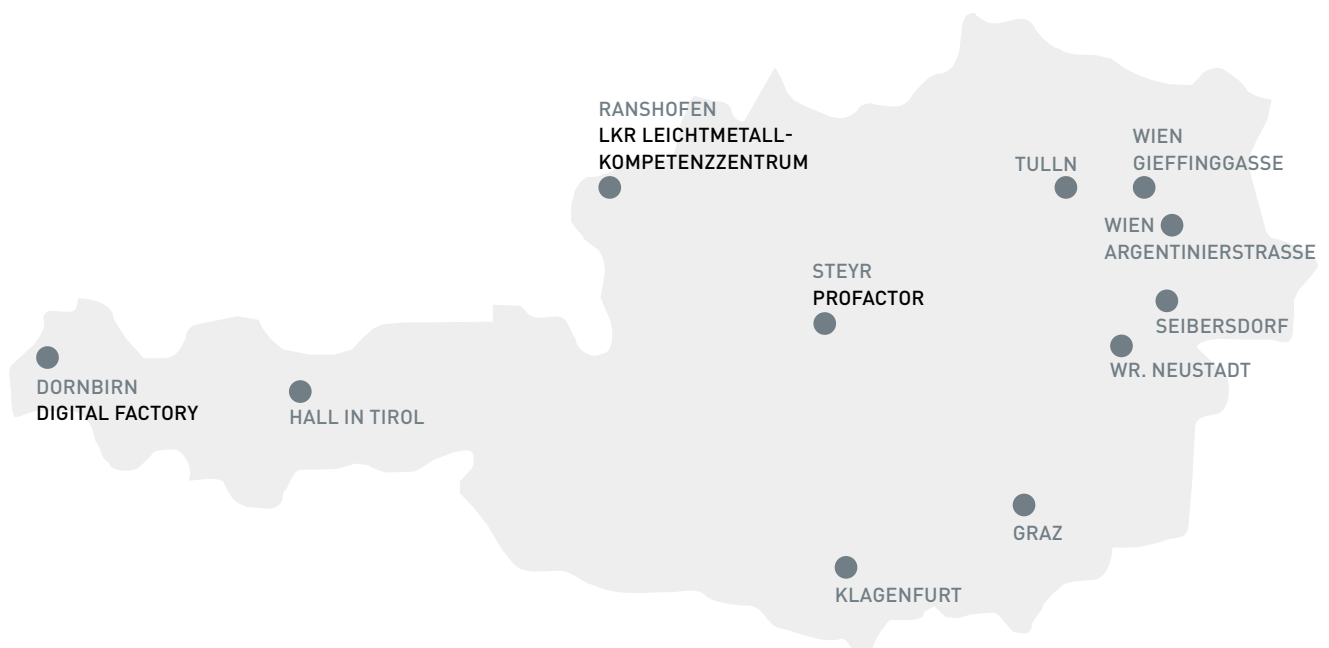 RANSHOFEN
LKR LEICHTMETALL-
KOMPETENZZENTRUM
TULLN
WIEN
GIEFFINGGASSE
WIEN
ARGENTINIERSTRASSE
STEYR
PROFACTOR
SEIBERSDORF
WR. NEUSTADT
DORNBIRN
DIGITAL FACTORY
HALL IN TIROL
GRAZ
KLAGENFURT